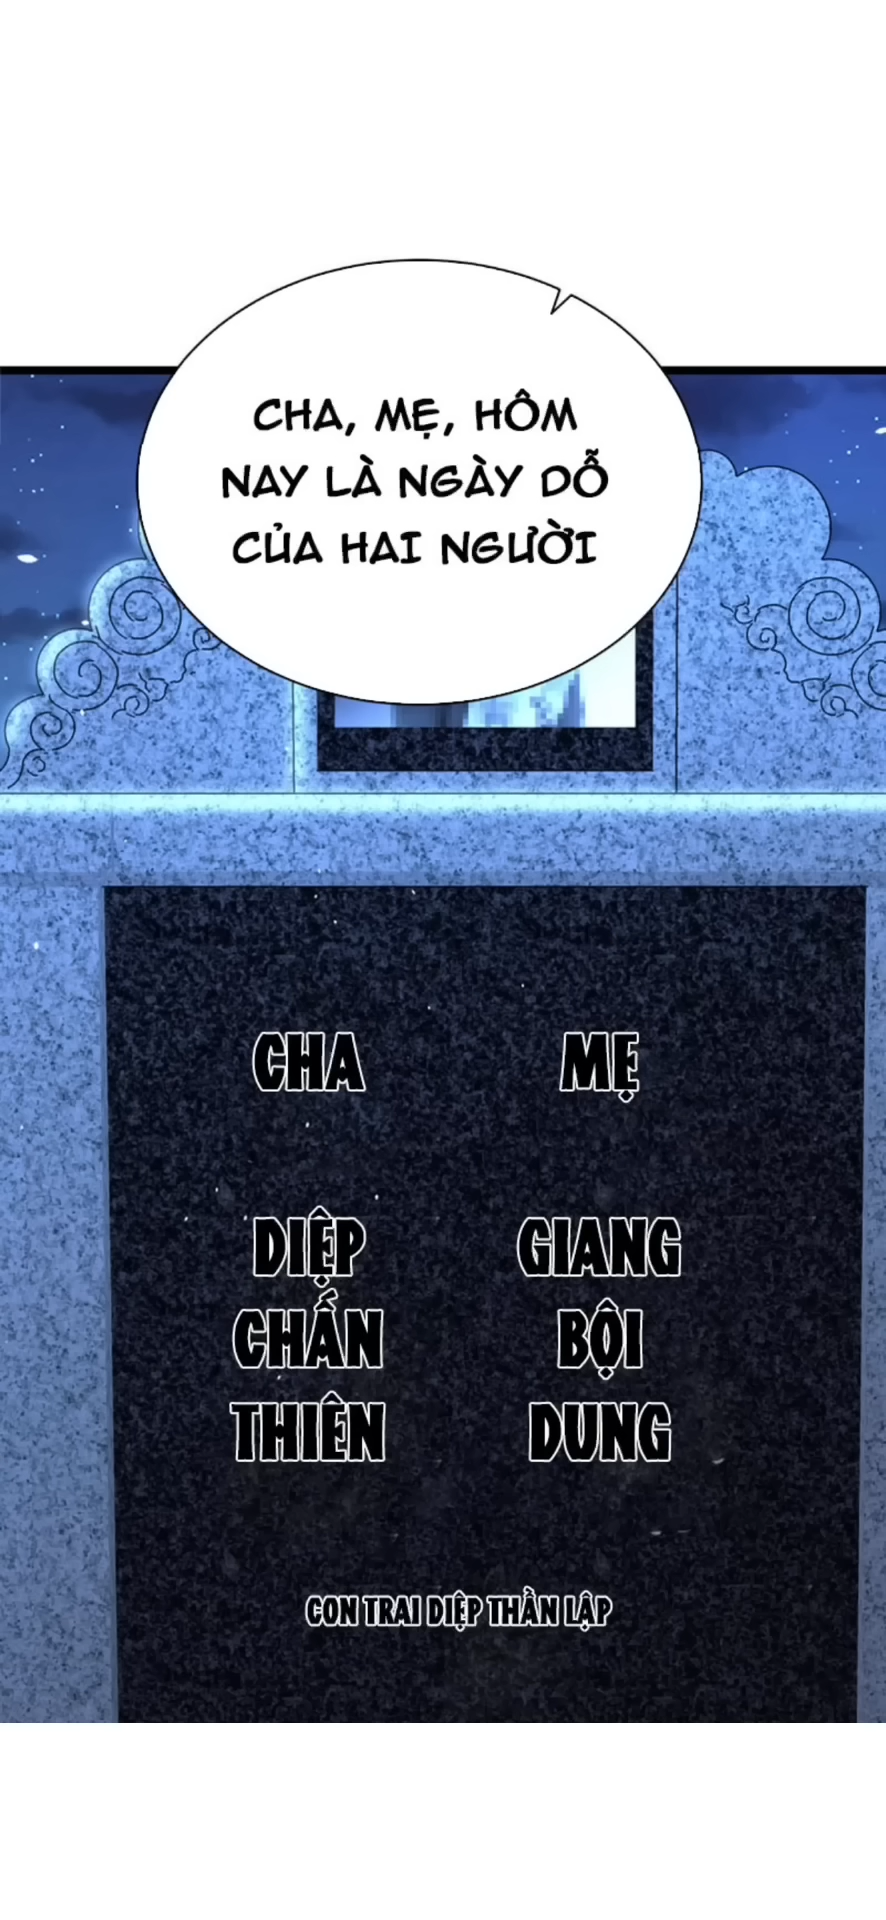 CHA, MẸ, HÔM
NAY LÀ NGÀY DỖ
CỦA HAI NGƯỜI
CHA MẸ
DIỆP GIANG
CHẤN BỘI
THIÊN DUNG
CON TRAI DIỆP THẦN LẬP